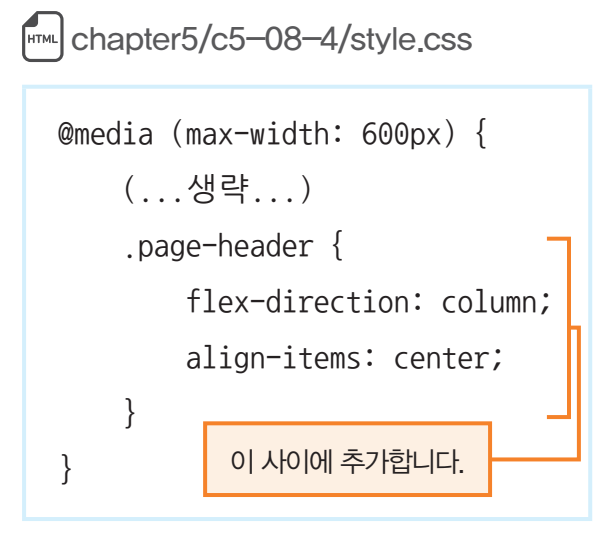 HTML chapter5/c5-08-4/style.css
@media (max-width: 600px) {
(...생략...)
.page-header {
flex-direction: column;
align-items: center;
}
이 사이에 추가합니다.
}